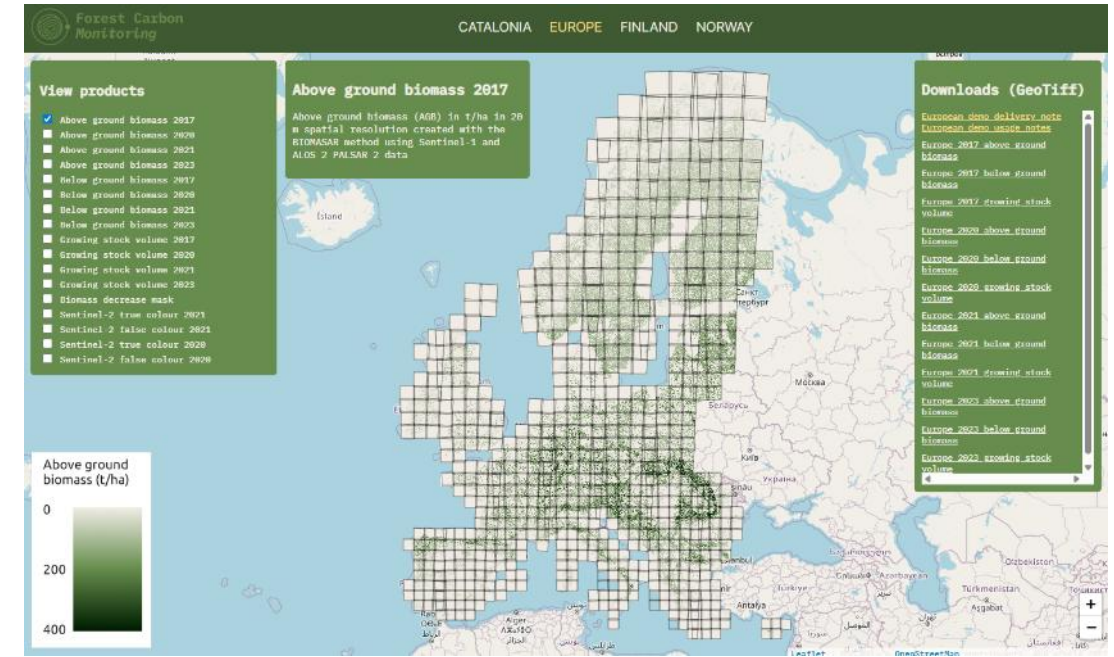 Forest Carbon
Monitoring
CATALONIA EUROPE FINLAND NORWAY
View products
Above ground biomass 2017
Above ground biomass 2020
Above ground biomass 2021
Above ground biomass 2023
Below ground biomass 2017
Below ground biomass 2020
Below ground biomass 2021
Below ground biomass 2023
Growing stock volume 2017
Growing stock volume 2020
Growing stock volume 2021
Growing stock volume 2023
Biomass decrease mask
Sentinel-2 true colour 2021
Sentinel-2 false colour 2021
Sentinel-2 true colour 2020
Sentinel-2 false colour 2020
Above ground biomass 2017
Above ground biomass (AGB) in t/ha in 20
m spatial resolution created with the
BIOMASAR method using Sentinel-1 and
ALOS 2 PALSAR 2 data
Downloads (GeoTiff)
European demo delivery note
European demo usage notes
Europe 2017 above ground
biomass
Europe 2017 below ground
biomass
Europe 2017 growing stock
volume
Europe 2020 above ground
biomass
Europe 2020 below ground
biomass
Europe 2020 growing stock
volume
Europe 2021 above ground
biomass
Europe 2021 below ground
biomass
Europe 2021 growing stock
volume
Europe 2023 above ground
biomass
Europe 2023 below ground
biomass
Europe 2023 growing stock
volume
Ísland
Москва
Беларусь
Київ
Україна
Above ground
biomass (t/ha)
0
200
400
Türkiye
Antalya
Türkmenistan
Aşgabat
Alger
الجزائر
الرباط
تونس
طرابلس
+
−
Leaflet
OpenStreetMap